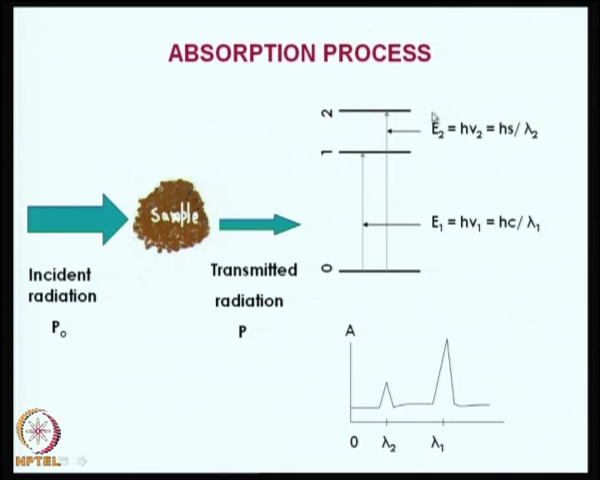 ABSORPTION PROCESS
2
E₂ = hν₂ = hs/ λ₂
1
Sample
E₁ = hν₁ = hc/ λ₁
0
Incident
radiation
P₀
Transmitted
radiation
P
A
0 λ₂ λ₁
NPTEL